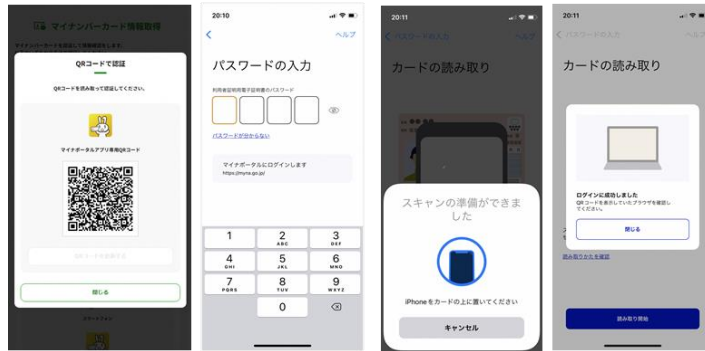 マイナンバーカード情報取得
QRコードで認証
QRコードを読み取って認証してください。
マイナポータルアプリ専用QRコード
閉じる
20:10
ヘルプ
パスワードの入力
利用者証明用電子証明書のパスワード
パスワードが分からない
マイナポータルにログインします
https://myna.go.jp/
1
2
ABC
3
DEF
4
GHI
5
JKL
6
MNO
7
PQRS
8
TUV
9
WXYZ
0
20:11
パスワードの入力
ヘルプ
カードの読み取り
スキャンの準備ができま
した
iPhoneをカードの上に置いてください
キャンセル
20:11
パスワードの入力
ヘルプ
カードの読み取り
ログインに成功しました
QRコードを表示していたブラウザを確認し
てください。
閉じる
読み取りかたを確認
読み取り開始